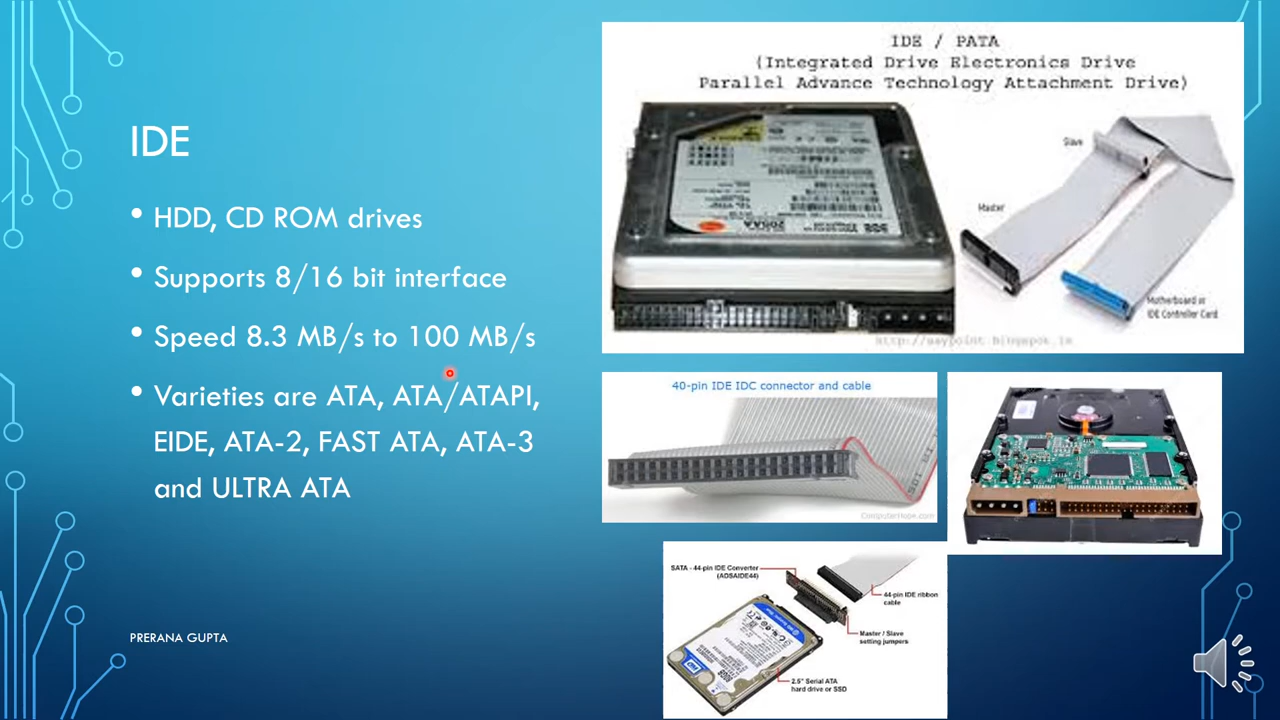 IDE
• HDD, CD ROM drives
• Supports 8/16 bit interface
• Speed 8.3 MB/s to 100 MB/s
• Varieties are ATA, ATA/ATAPI,
EIDE, ATA-2, FAST ATA, ATA-3
and ULTRA ATA
PRERANA GUPTA
IDE / PATA
(Integrated Drive Electronics Drive
Parallel Advance Technology Attachment Drive)
Slave
Master
Motherboard or
IDE Controller Card
40-pin IDE IDC connector and cable
ComputerHope.com
SATA - 44-pin IDE Converter
(ADSAIDE44)
44-pin IDE ribbon
cable
Master / Slave
setting jumpers
2.5" Serial ATA
hard drive or SSD